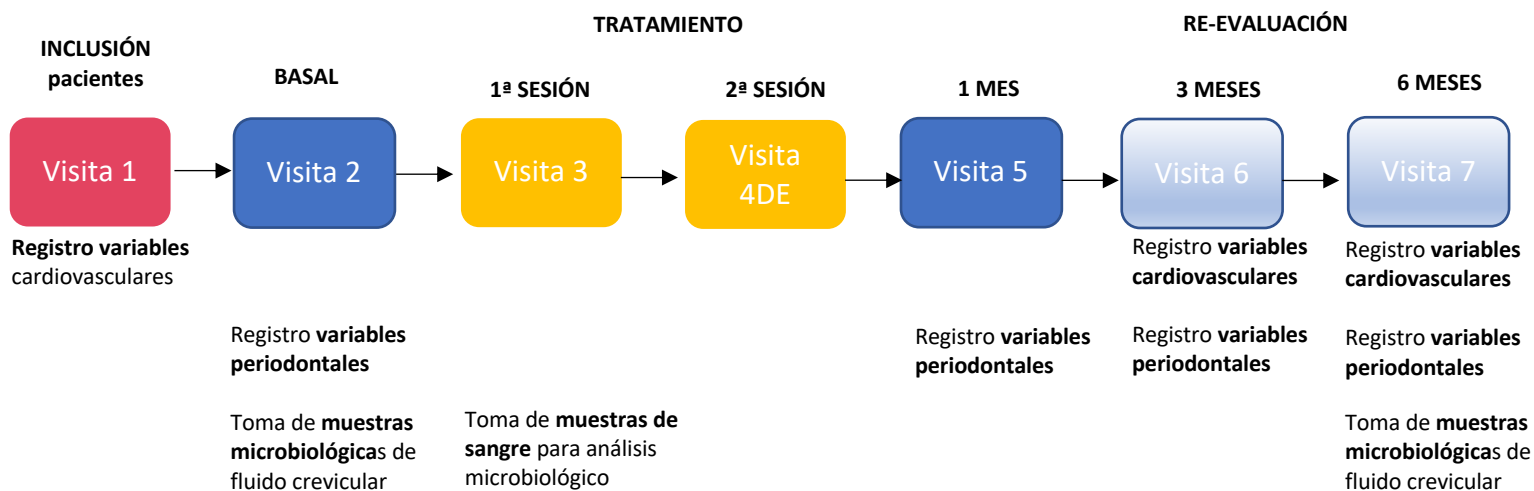 TRATAMIENTO
RE-EVALUACIÓN
INCLUSIÓN
pacientes
BASAL
1ª SESIÓN
2ª SESIÓN
1 MES
3 MESES
6 MESES
Visita 1
Visita 2
Visita 3
Visita
4DE
Visita 5
Visita 6
Visita 7
Registro variables
cardiovasculares
Registro variables
periodontales
Toma de muestras
microbiológicas de
fluido crevicular
Toma de muestras de
sangre para análisis
microbiológico
Registro variables
periodontales
Registro variables
cardiovasculares
Registro variables
periodontales
Registro variables
cardiovasculares
Registro variables
periodontales
Toma de muestras
microbiológicas de
fluido crevicular